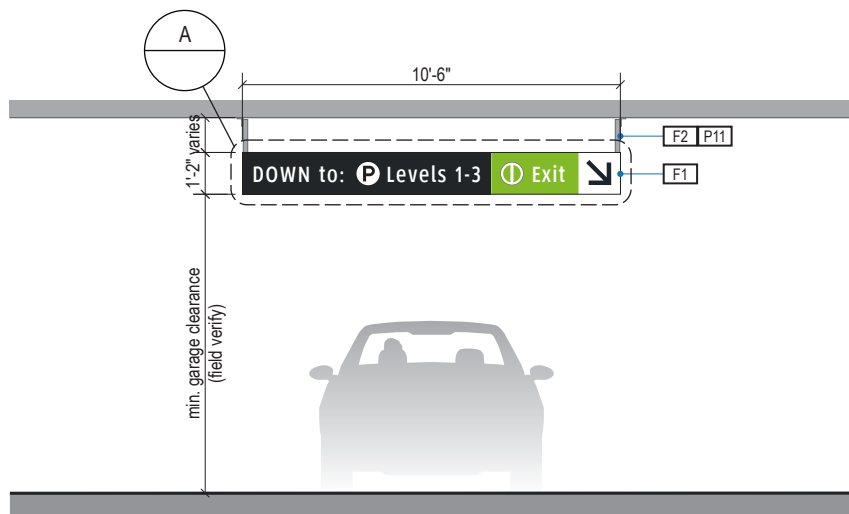 A
10'-6"
varies
F2 P11
1'-2"
DOWN to: P Levels 1-3 Exit
F1
min. garage clearance
(field verify)